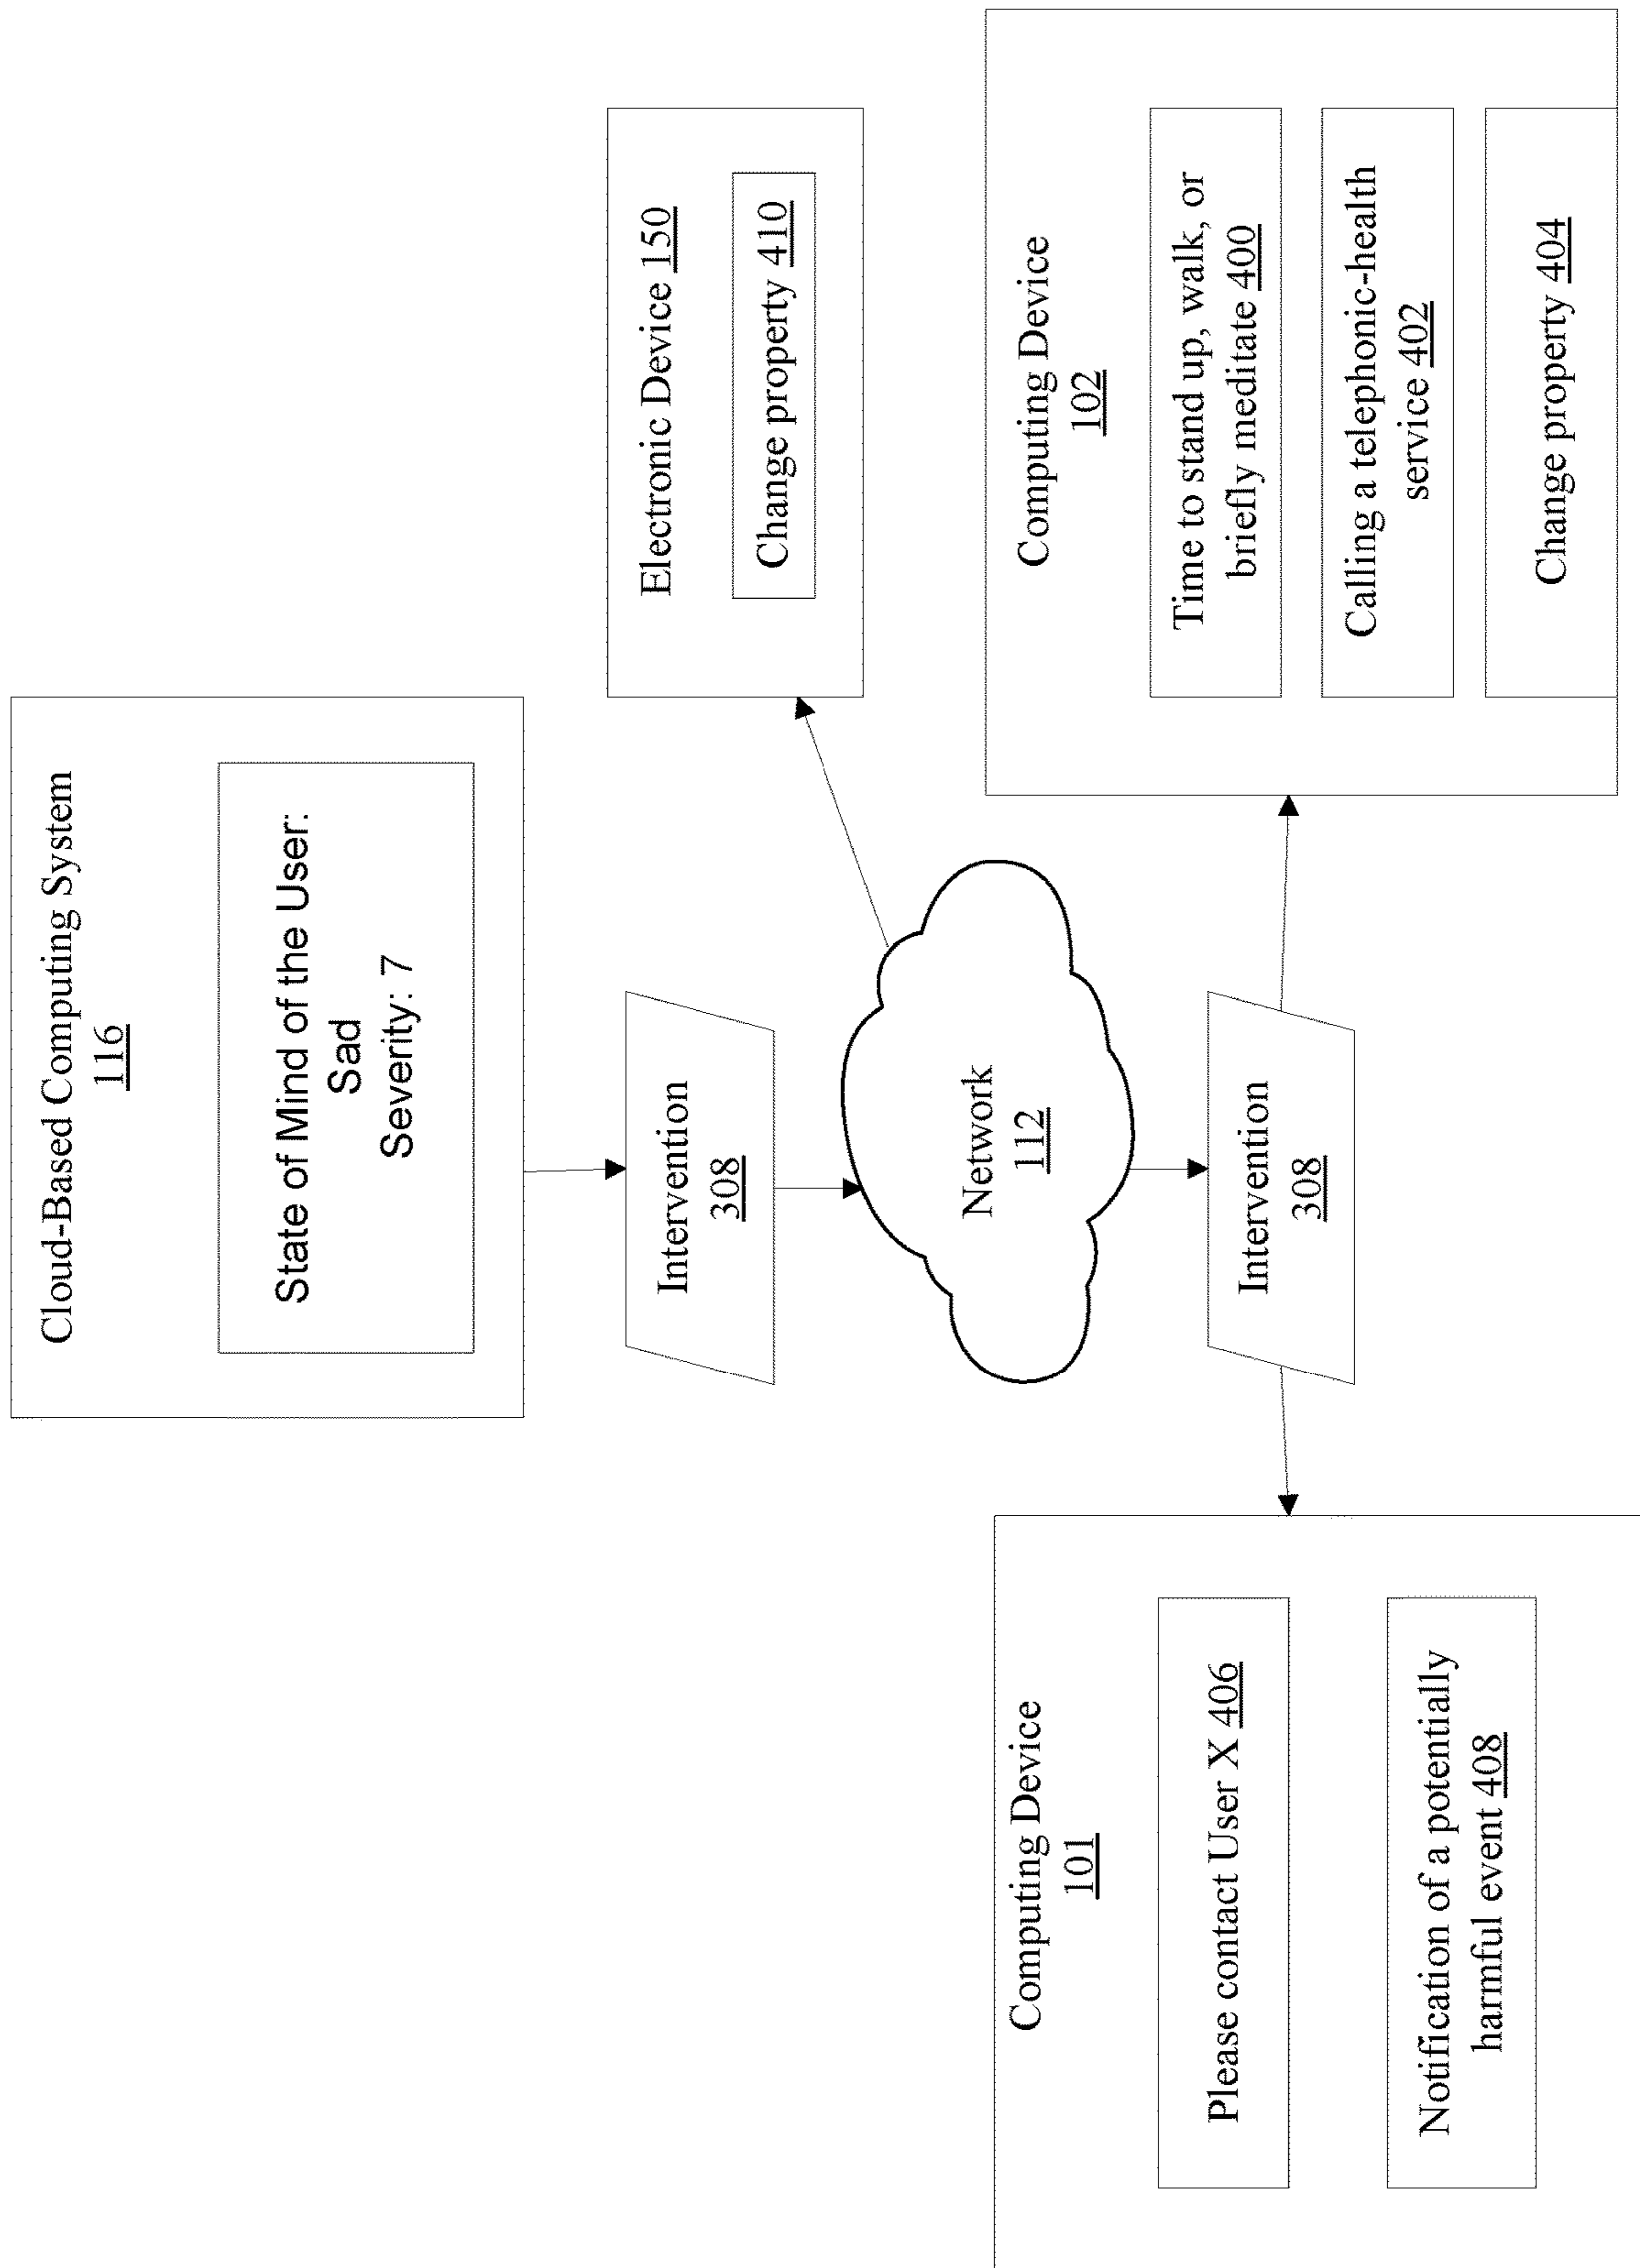 Cloud-Based Computing System
116
State of Mind of the User:
Sad
Severity: 7
Intervention
308
Electronic Device 150
Change property 410
Network
112
Intervention
308
Computing Device
101
Please contact User X 406
Notification of a potentially
harmful event 408
Computing Device
102
Time to stand up, walk, or
briefly meditate 400
Calling a telephonic-health
service 402
Change property 404